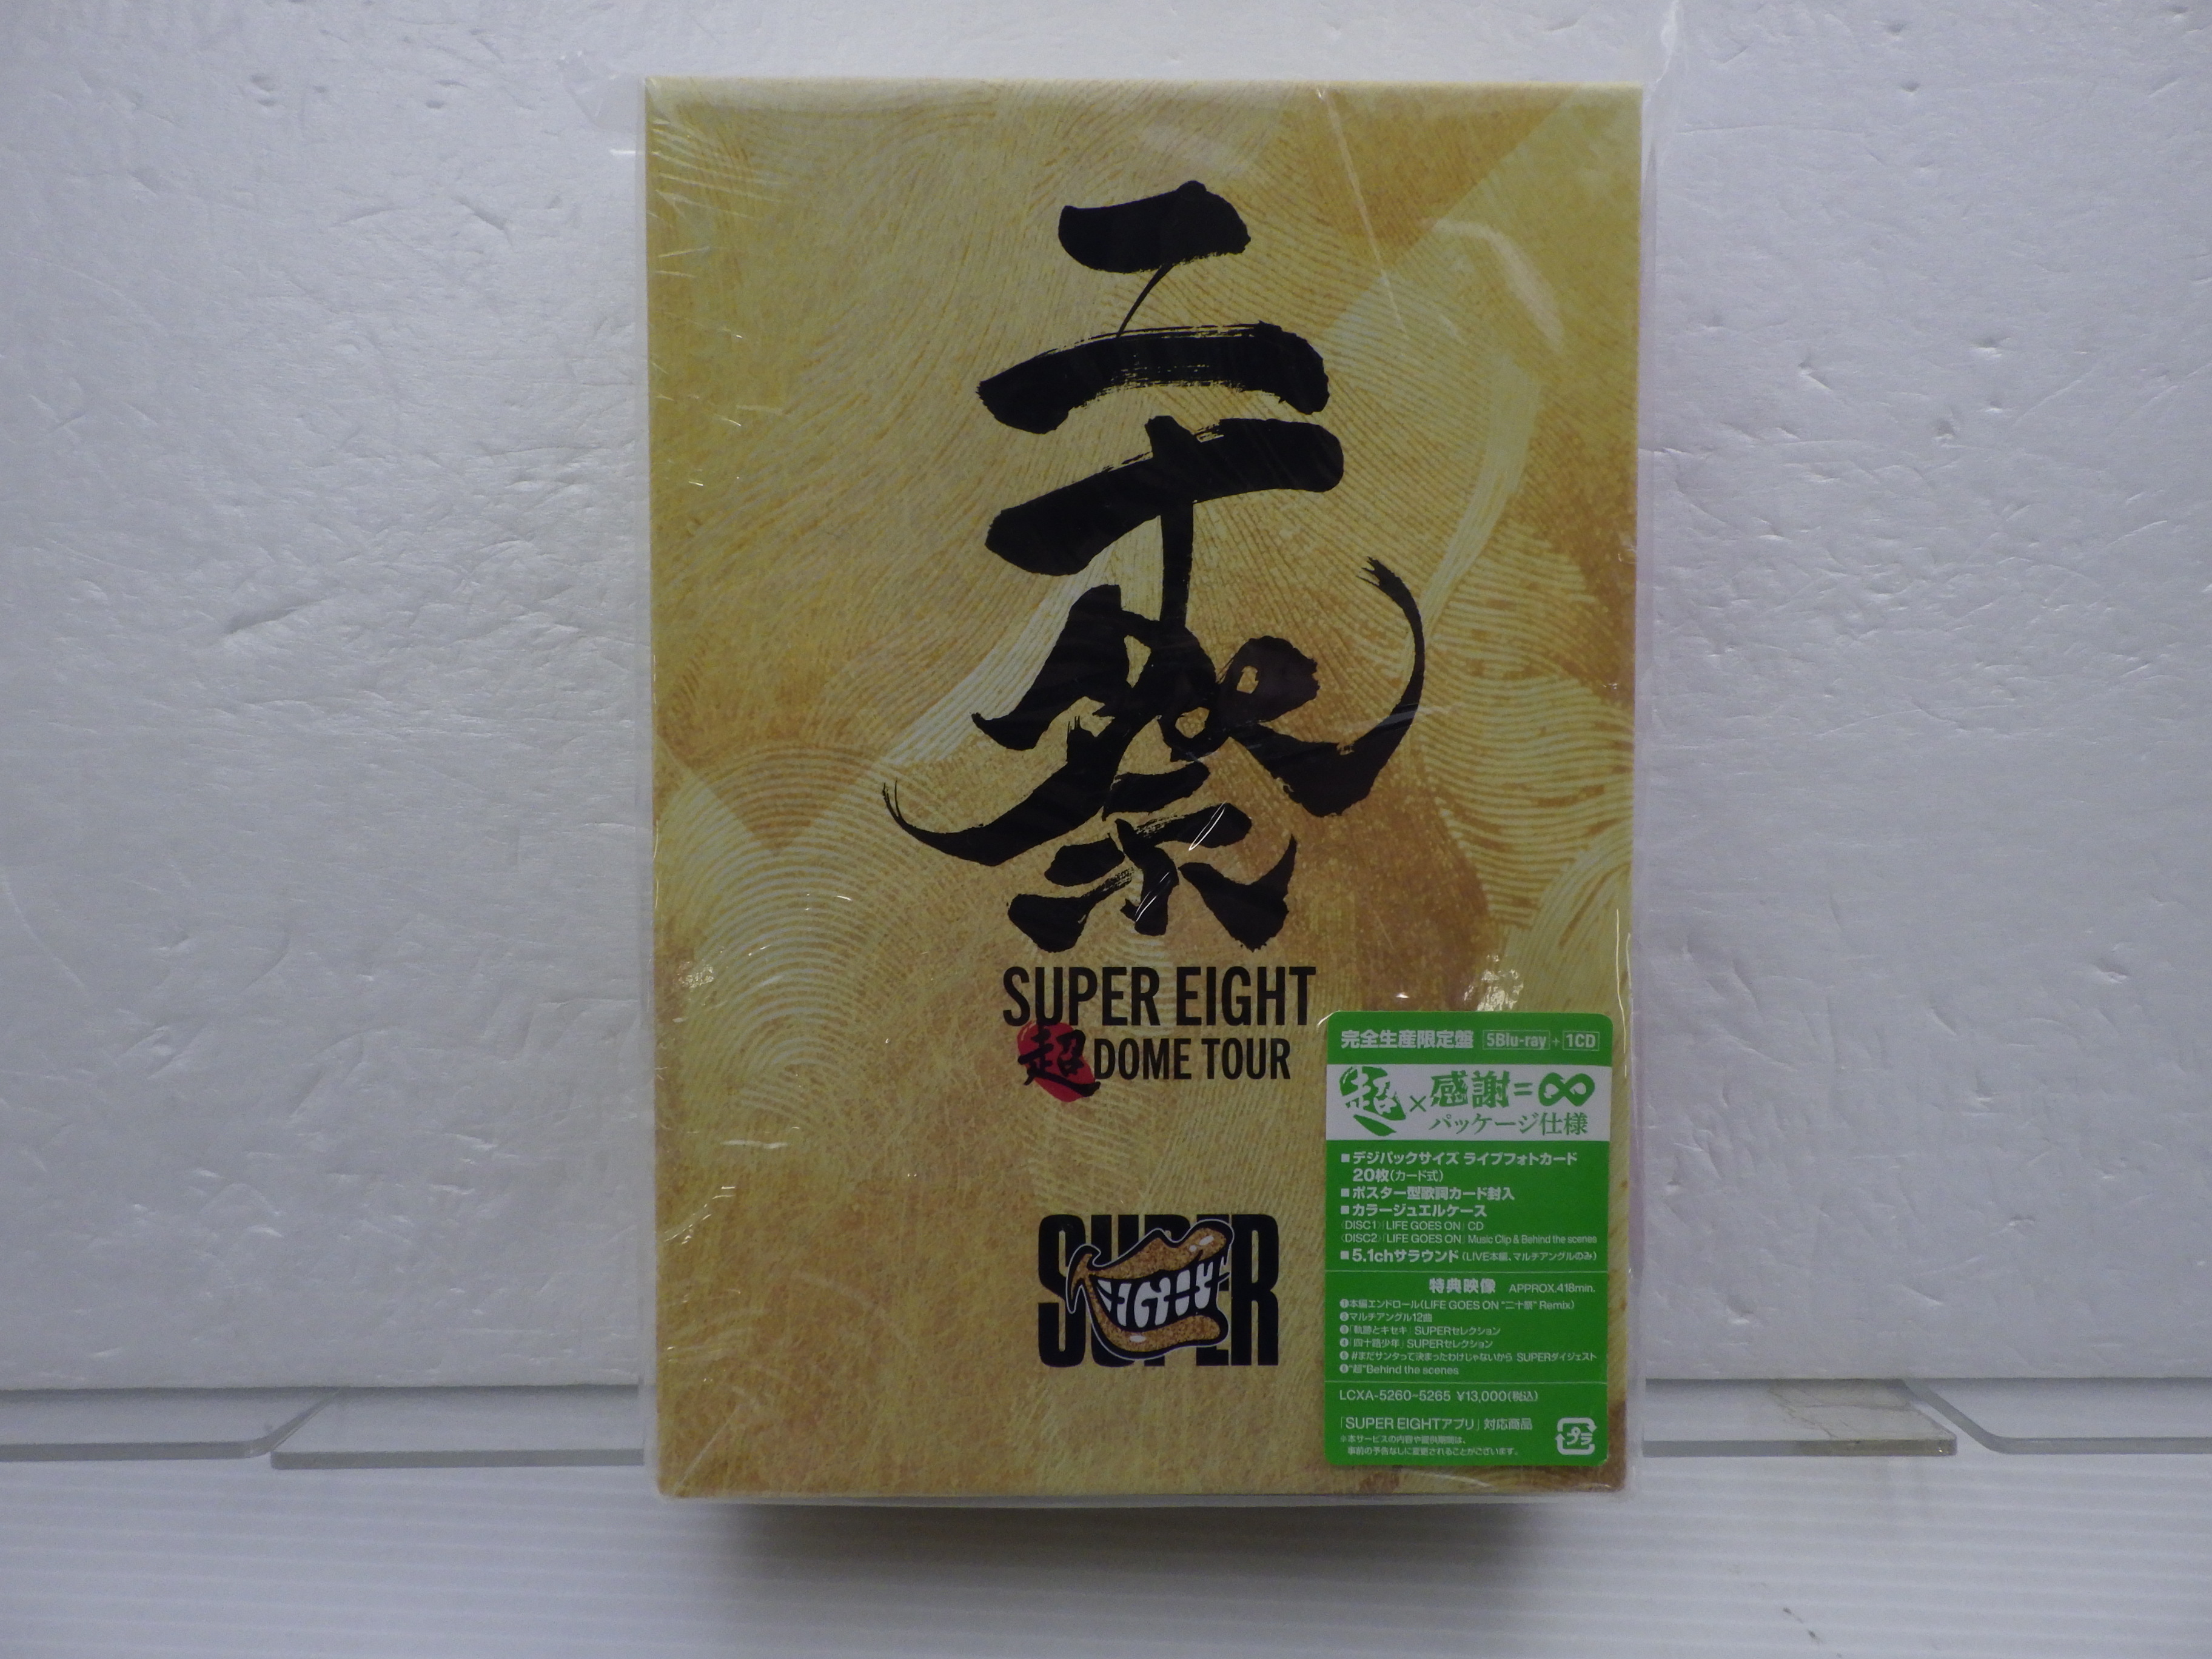 二十祭
SUPER EIGHT
超 DOME TOUR
SUPER
EIGHT
完全生産限定盤 5Blu-ray + 1CD
超×感謝=∞
パッケージ仕様
■デジパックサイズ ライブフォトカード
20枚(カード式)
■ポスター型歌詞カード封入
■カラージュエルケース
〈DISC1〉「LIFE GOES ON」CD
〈DISC2〉「LIFE GOES ON」Music Clip & Behind the scenes
■5.1chサラウンド(LIVE本編、マルチアングルのみ)
特典映像 APPROX.418min.
❶本編エンドロール(LIFE GOES ON "二十祭" Remix)
❷マルチアングル12曲
❸「軌跡とキセキ」SUPERセレクション
❹「四十路少年」SUPERセレクション
❺#まだサンタって決まったわけじゃないから SUPERダイジェスト
❻"超"Behind the scenes
LCXA-5260~5265 ¥13,000(税込)
「SUPER EIGHTアプリ」対応商品
※本サービスの内容や提供期間は、
事前の予告なしに変更されることがございます。
プラ